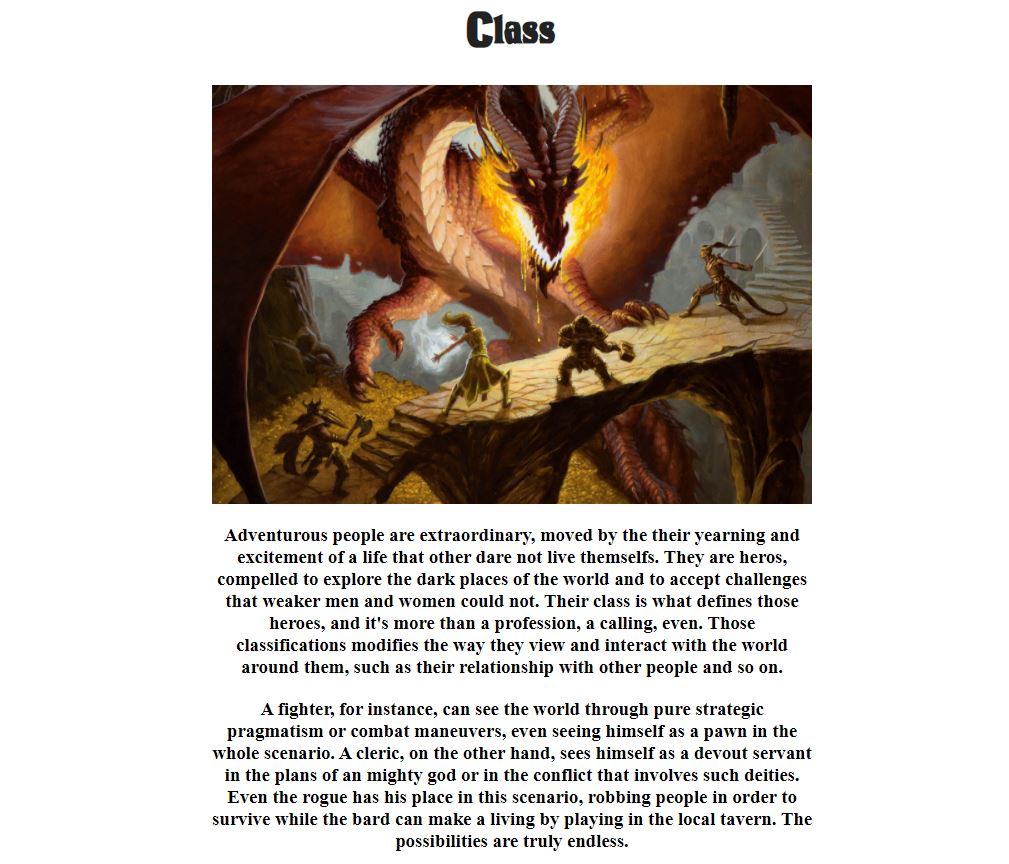 Class
Adventurous people are extraordinary, moved by the their yearning and
excitement of a life that other dare not live themselfs. They are heros,
compelled to explore the dark places of the world and to accept challenges
that weaker men and women could not. Their class is what defines those
heroes, and it's more than a profession, a calling, even. Those
classifications modifies the way they view and interact with the world
around them, such as their relationship with other people and so on.
A fighter, for instance, can see the world through pure strategic
pragmatism or combat maneuvers, even seeing himself as a pawn in the
whole scenario. A cleric, on the other hand, sees himself as a devout servant
in the plans of an mighty god or in the conflict that involves such deities.
Even the rogue has his place in this scenario, robbing people in order to
survive while the bard can make a living by playing in the local tavern. The
possibilities are truly endless.